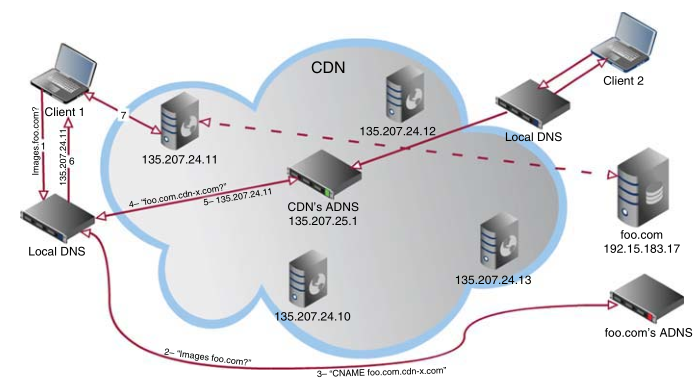 CDN
Client 1
Client 2
Images.foo.com?
1
135.207.24.11
6
7
135.207.24.11
135.207.24.12
Local DNS
4– “foo.com.cdn-x.com?”
5– 135.207.24.11
CDN's ADNS
135.207.25.1
foo.com
192.15.183.17
Local DNS
135.207.24.13
135.207.24.10
foo.com's ADNS
2– “Images foo.com?”
3– “CNAME foo.com.cdn-x.com”